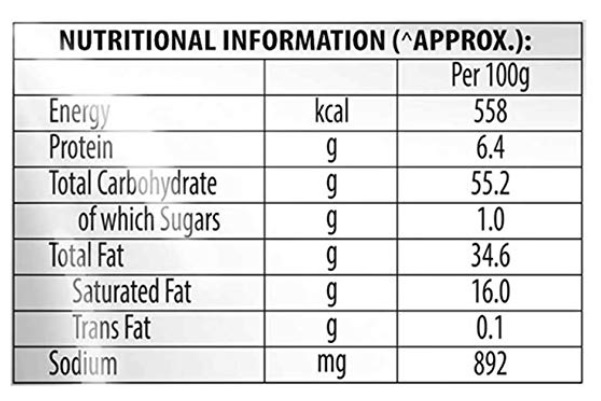 NUTRITIONAL INFORMATION (^APPROX.):
Per 100g
Energy kcal 558
Protein g 6.4
Total Carbohydrate g 55.2
of which Sugars g 1.0
Total Fat g 34.6
Saturated Fat g 16.0
Trans Fat g 0.1
Sodium mg 892